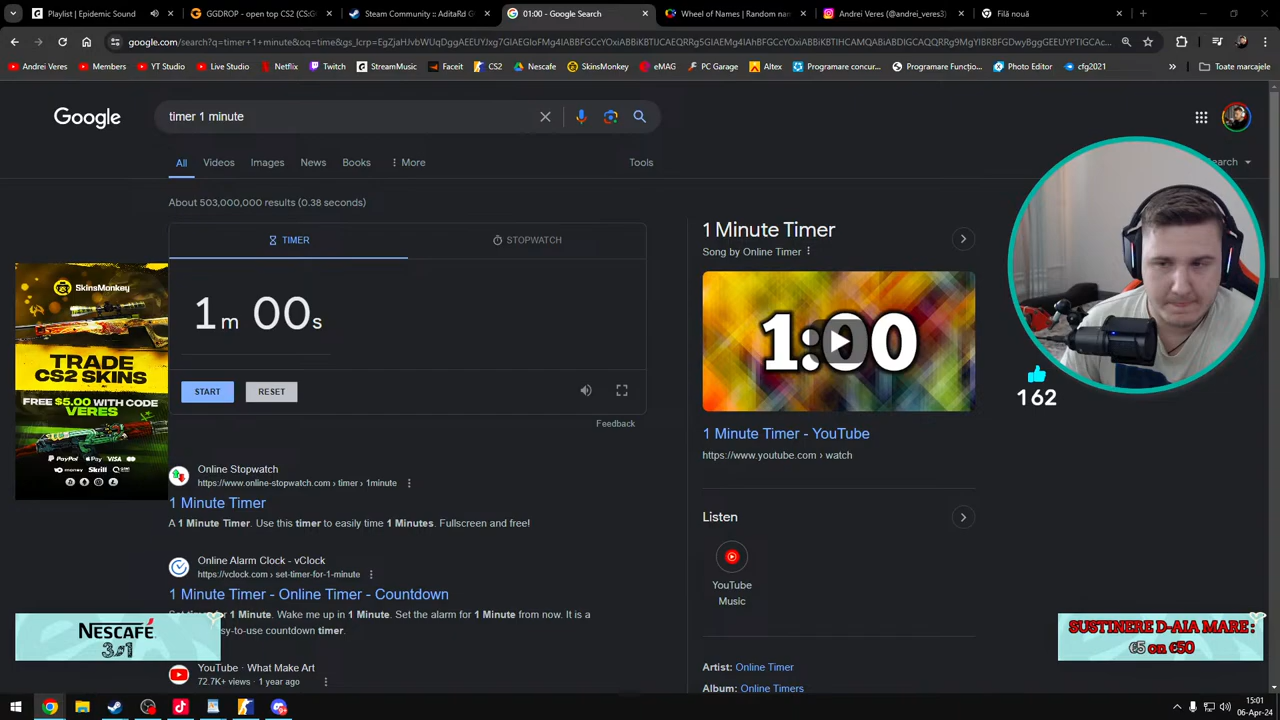 Playlist | Epidemic Sound
GGDROP - open top CS2 (CS:G
Steam Community :: AditaRd G
01:00 - Google Search
Wheel of Names | Random na
Andrei Veres (@andrei_veres3)
Filă nouă
Andrei Veres
Members
YT Studio
Live Studio
Netflix
Twitch
StreamMusic
Faceit
CS2
Nescafe
SkinsMonkey
eMAG
PC Garage
Altex
Programare concur...
Programare Funcțio...
Photo Editor
cfg2021
Toate marcajele
Google
timer 1 minute
All
Videos
Images
News
Books
More
Tools
Search
About 503,000,000 results (0.38 seconds)
TIMER
STOPWATCH
1m 00s
START
RESET
Feedback
SkinsMonkey
TRADE
CS2 SKINS
FREE $5.00 WITH CODE
VERES
PayPal
Pay
VISA
Skrill
1 Minute Timer
Song by Online Timer
1:00
1 Minute Timer - YouTube
https://www.youtube.com › watch
162
Online Stopwatch
https://www.online-stopwatch.com › timer › 1minute
1 Minute Timer
A 1 Minute Timer. Use this timer to easily time 1 Minutes. Fullscreen and free!
Listen
YouTube
Music
Online Alarm Clock - vClock
https://vclock.com › set-timer-for-1-minute
1 Minute Timer - Online Timer - Countdown
1 Minute. Wake me up in 1 Minute. Set the alarm for 1 Minute from now. It is a
countdown timer.
NESCAFÉ
3in1
SUSTINERE D-AIA MARE :
€5 on €50
YouTube · What Make Art
72.7K+ views · 1 year ago
Artist: Online Timer
Album: Online Timers
15:01
06-Apr-24